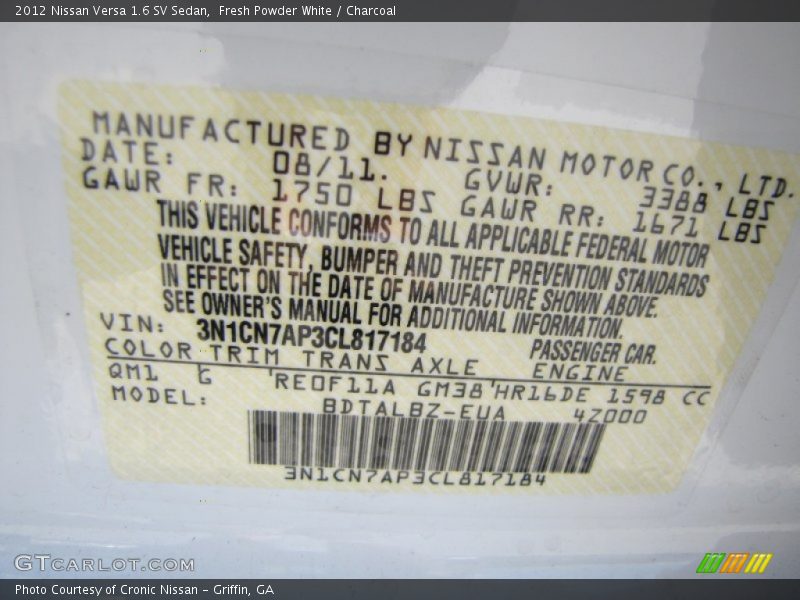 2012 Nissan Versa 1.6 SV Sedan, Fresh Powder White / Charcoal
MANUFACTURED BY NISSAN MOTOR CO., LTD.
DATE: 08/11. GVWR: 3388 LBS
GAWR FR: 1750 LBS GAWR RR: 1671 LBS
THIS VEHICLE CONFORMS TO ALL APPLICABLE FEDERAL MOTOR
VEHICLE SAFETY, BUMPER AND THEFT PREVENTION STANDARDS
IN EFFECT ON THE DATE OF MANUFACTURE SHOWN ABOVE.
SEE OWNER'S MANUAL FOR ADDITIONAL INFORMATION.
VIN: 3N1CN7AP3CL817184 PASSENGER CAR.
COLOR TRIM TRANS AXLE ENGINE
QM1 G RE0F11A GM38 HR16DE 1598 CC
MODEL: BDTALBZ-EUA 4Z000
3N1CN7AP3CL817184
GTCARLOT.COM
Photo Courtesy of Cronic Nissan - Griffin, GA